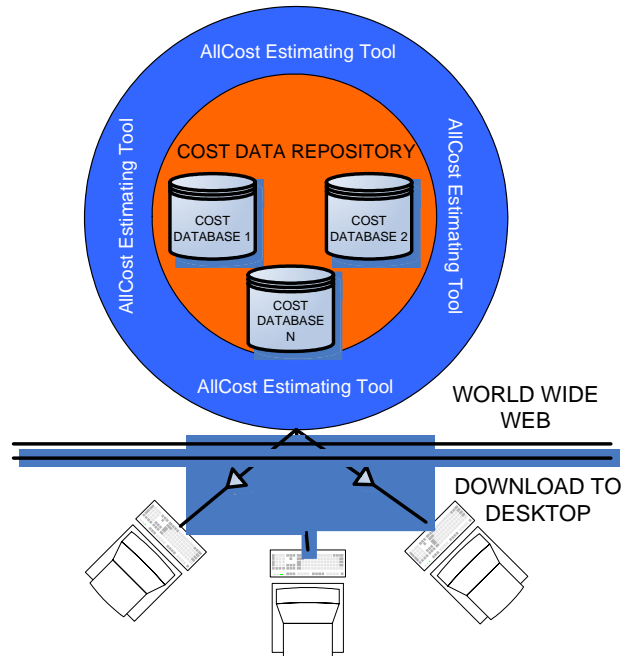 AllCost Estimating Tool
AllCost Estimating Tool
AllCost Estimating Tool
COST DATA REPOSITORY
COST
DATABASE 1
COST
DATABASE 2
COST
DATABASE
N
AllCost Estimating Tool
WORLD WIDE
WEB
DOWNLOAD TO
DESKTOP